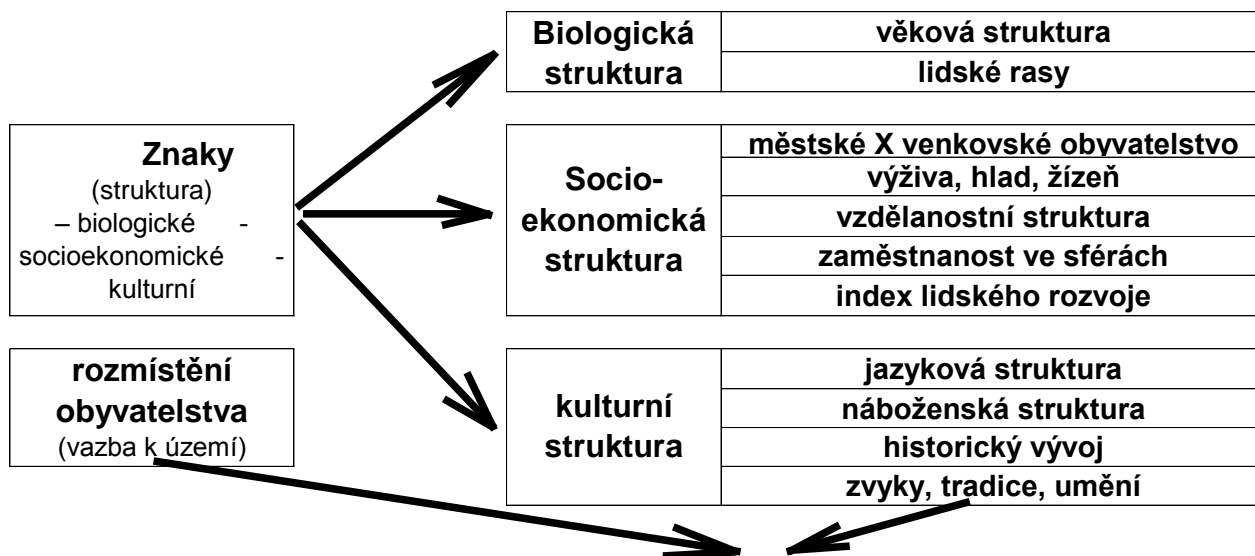 Biologická
struktura
věková struktura
lidské rasy
Znaky
(struktura)
– biologické -
socioekonomické -
kulturní
Socio-
ekonomická
struktura
městské X venkovské obyvatelstvo
výživa, hlad, žízeň
vzdělanostní struktura
zaměstnanost ve sférách
index lidského rozvoje
rozmístění
obyvatelstva
(vazba k území)
kulturní
struktura
jazyková struktura
náboženská struktura
historický vývoj
zvyky, tradice, umění